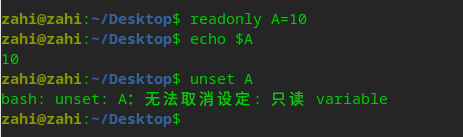 zahi@zahi:~/Desktop$ readonly A=10
zahi@zahi:~/Desktop$ echo $A
10
zahi@zahi:~/Desktop$ unset A
bash: unset: A: 无法取消设定: 只读 variable
zahi@zahi:~/Desktop$